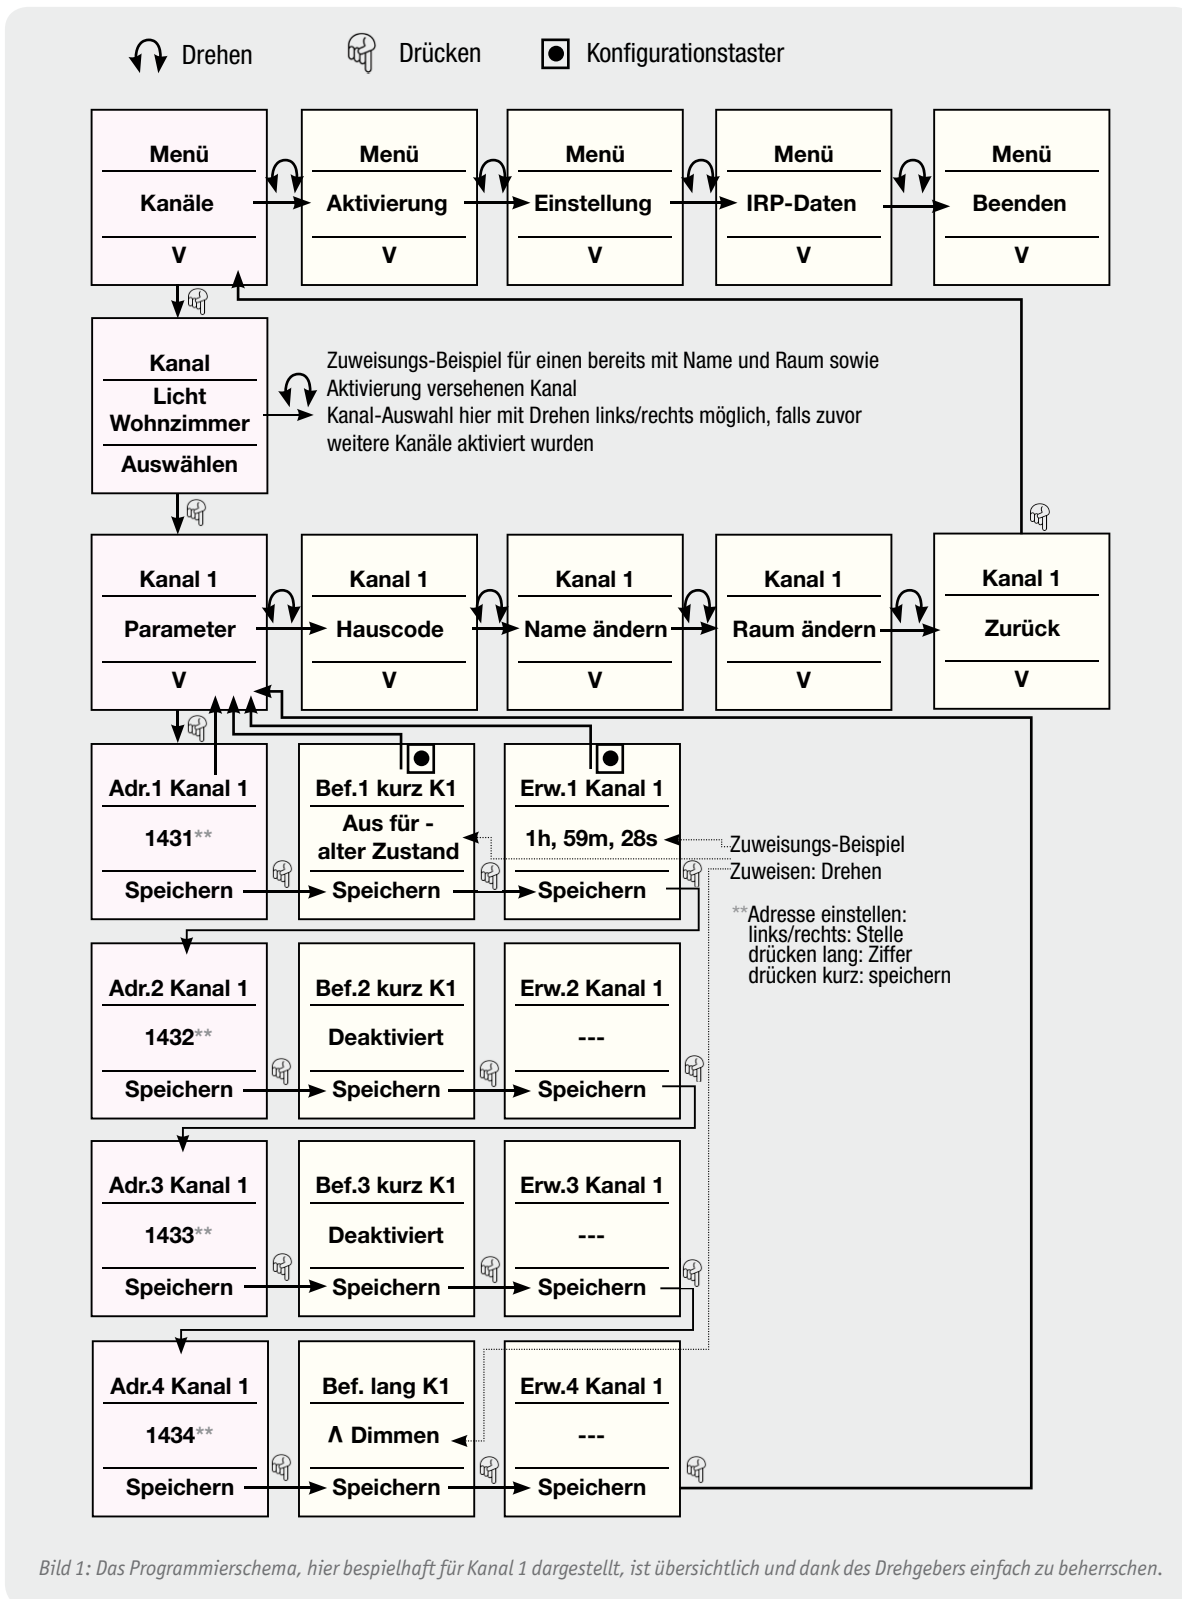 Drehen
Drücken
Konfigurationstaster
Menü
Kanäle
V
Menü
Aktivierung
V
Menü
Einstellung
V
Menü
IRP-Daten
V
Menü
Beenden
V
Kanal
Licht
Wohnzimmer
Auswählen
Zuweisungs-Beispiel für einen bereits mit Name und Raum sowie
Aktivierung versehenen Kanal
Kanal-Auswahl hier mit Drehen links/rechts möglich, falls zuvor
weitere Kanäle aktiviert wurden
Kanal 1
Parameter
V
Kanal 1
Hauscode
V
Kanal 1
Name ändern
V
Kanal 1
Raum ändern
V
Kanal 1
Zurück
V
Adr.1 Kanal 1
1431**
Speichern
Bef.1 kurz K1
Aus für -
alter Zustand
Speichern
Erw.1 Kanal 1
1h, 59m, 28s
Speichern
Zuweisungs-Beispiel
Zuweisen: Drehen
**Adresse einstellen:
links/rechts: Stelle
drücken lang: Ziffer
drücken kurz: speichern
Adr.2 Kanal 1
1432**
Speichern
Bef.2 kurz K1
Deaktiviert
Speichern
Erw.2 Kanal 1
---
Speichern
Adr.3 Kanal 1
1433**
Speichern
Bef.3 kurz K1
Deaktiviert
Speichern
Erw.3 Kanal 1
---
Speichern
Adr.4 Kanal 1
1434**
Speichern
Bef. lang K1
Λ Dimmen
Speichern
Erw.4 Kanal 1
---
Speichern
Bild 1: Das Programmierschema, hier bespielhaft für Kanal 1 dargestellt, ist übersichtlich und dank des Drehgebers einfach zu beherrschen.